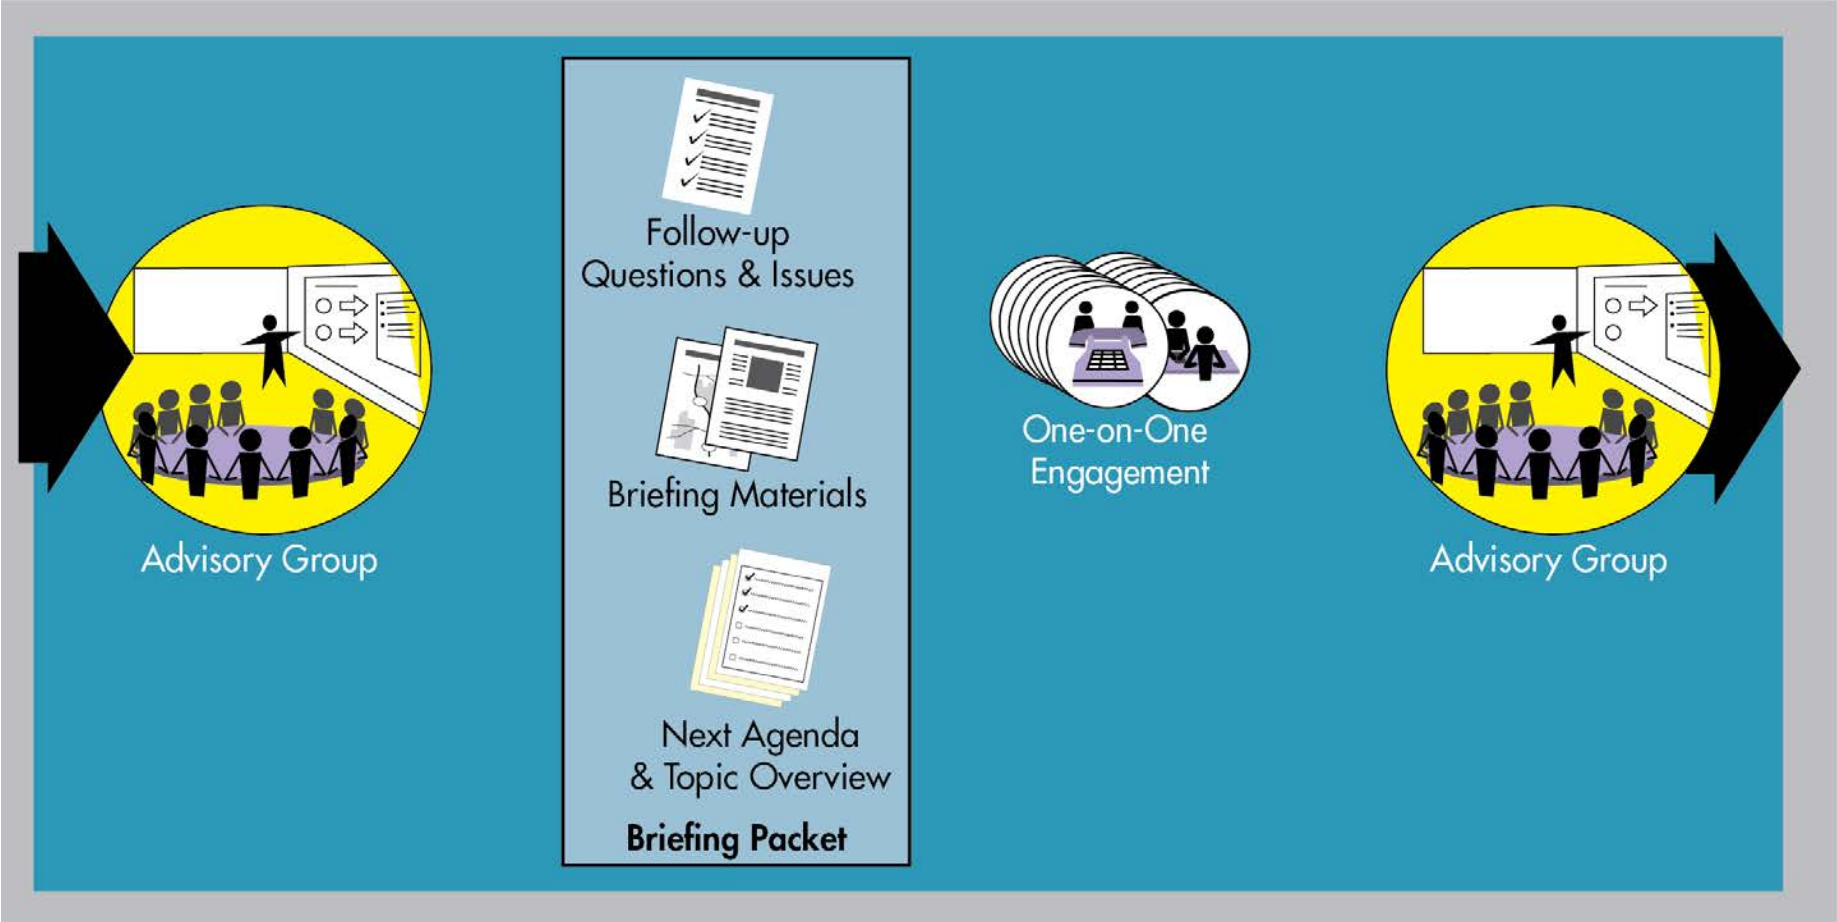 Advisory Group
Follow-up
Questions & Issues
Briefing Materials
Next Agenda
& Topic Overview
Briefing Packet
One-on-One
Engagement
Advisory Group